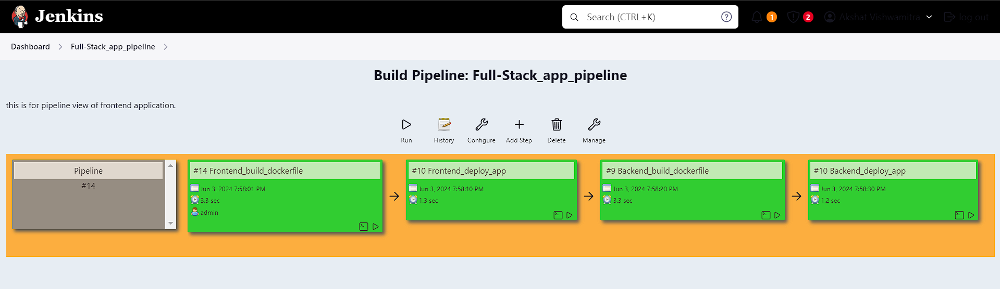 Jenkins
Search (CTRL+K)
?
1
2
Akshat Vishwamitra
log out
Dashboard
Full-Stack_app_pipeline
Build Pipeline: Full-Stack_app_pipeline
this is for pipeline view of frontend application.
Run
History
Configure
Add Step
Delete
Manage
Pipeline
#14
#14 Frontend_build_dockerfile
Jun 3, 2024 7:58:01 PM
3.3 sec
admin
#10 Frontend_deploy_app
Jun 3, 2024 7:58:10 PM
1.3 sec
#9 Backend_build_dockerfile
Jun 3, 2024 7:58:20 PM
3.3 sec
#10 Backend_deploy_app
Jun 3, 2024 7:58:30 PM
1.2 sec